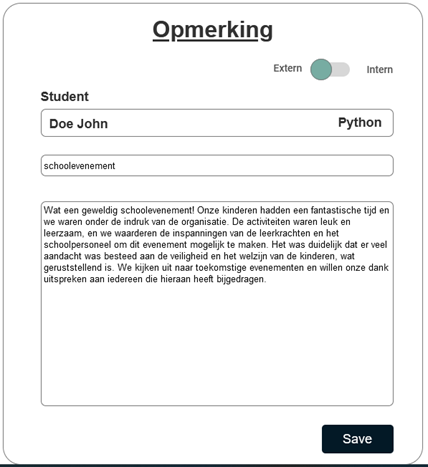 Opmerking
Extern
Intern
Student
Doe John
Python
schoolevenement
Wat een geweldig schoolevenement! Onze kinderen hadden een fantastische tijd en
we waren onder de indruk van de organisatie. De activiteiten waren leuk en
leerzaam, en we waarderen de inspanningen van de leerkrachten en het
schoolpersoneel om dit evenement mogelijk te maken. Het was duidelijk dat er veel
aandacht was besteed aan de veiligheid en het welzijn van de kinderen, wat
geruststellend is. We kijken uit naar toekomstige evenementen en willen onze dank
uitspreken aan iedereen die hieraan heeft bijgedragen.
Save